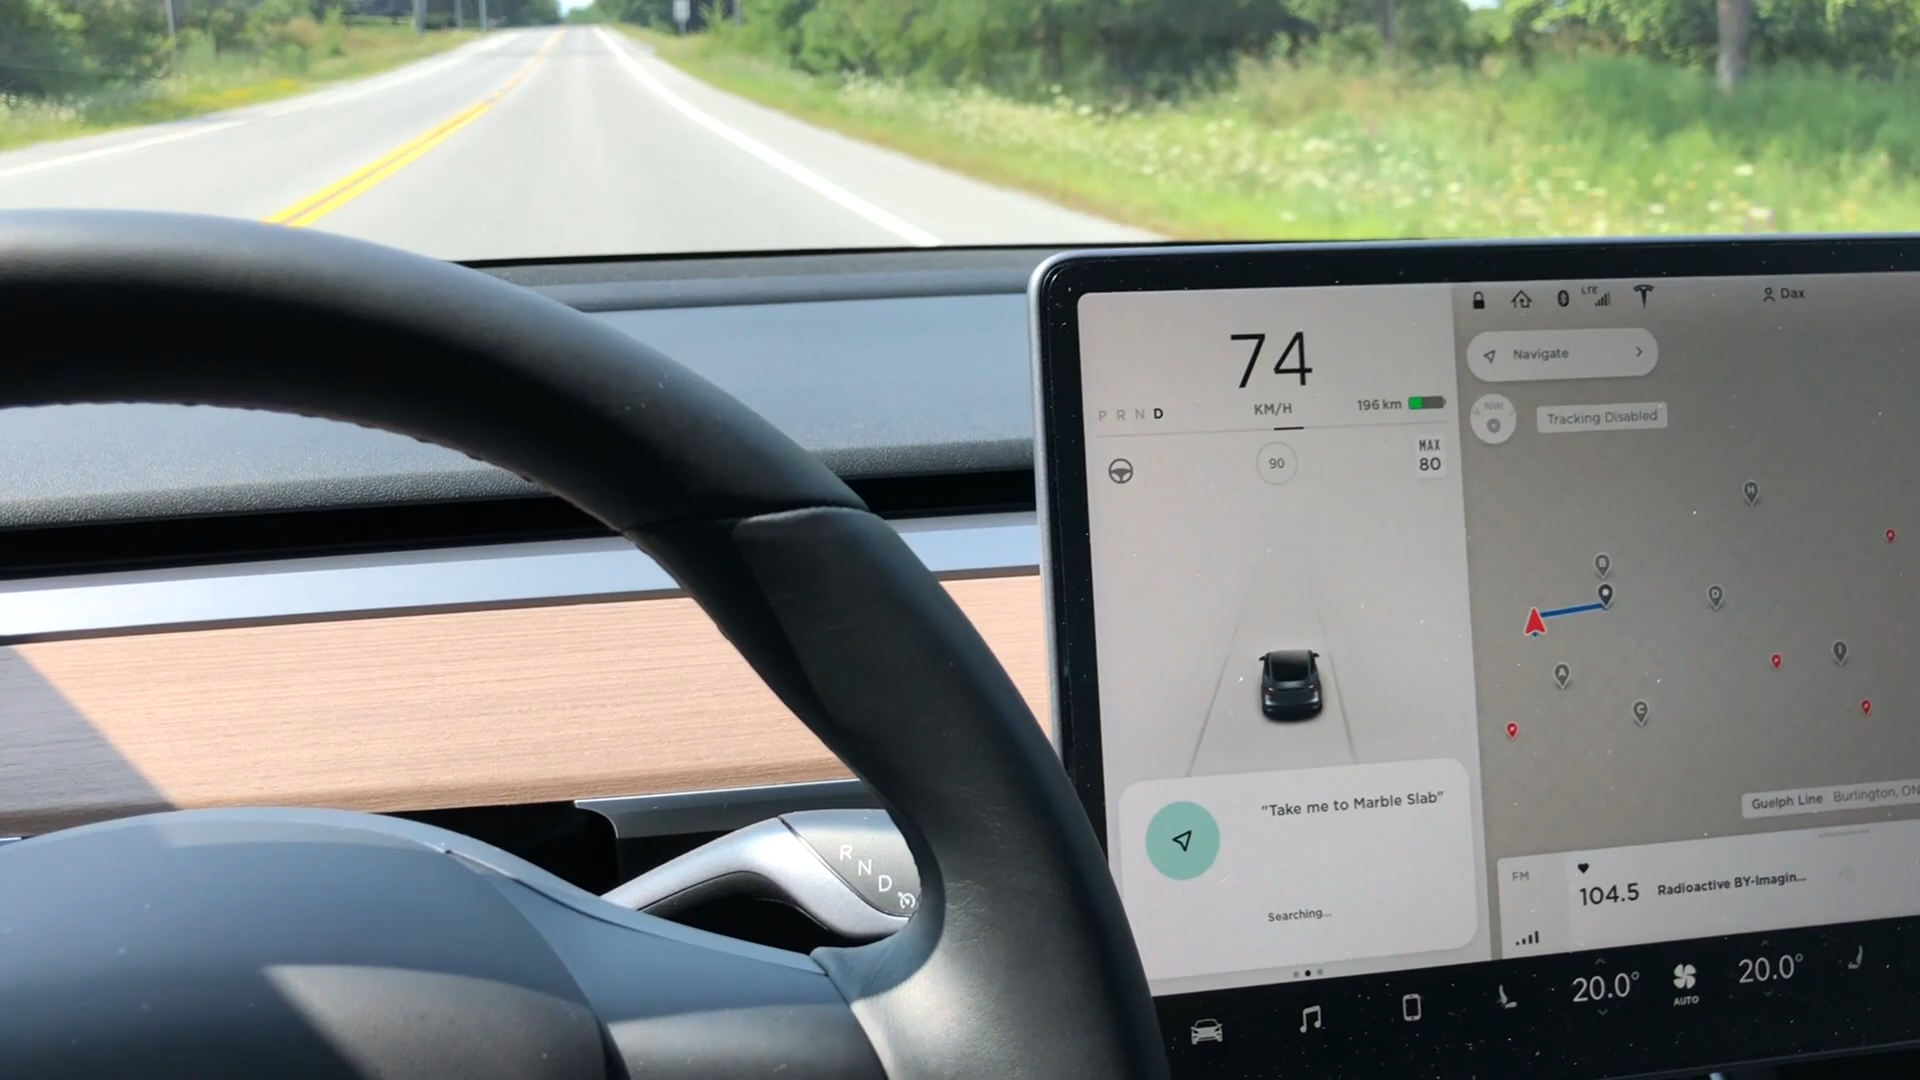 74
KM/H
P R N D
196 km
90
MAX
80
"Take me to Marble Slab"
Searching...
LTE
Dax
Navigate
NW
Tracking Disabled
H
B
D
A
C
I
Guelph Line Burlington, ON
FM
104.5
Radioactive BY-Imagin...
20.0°
AUTO
20.0°
R
N
D